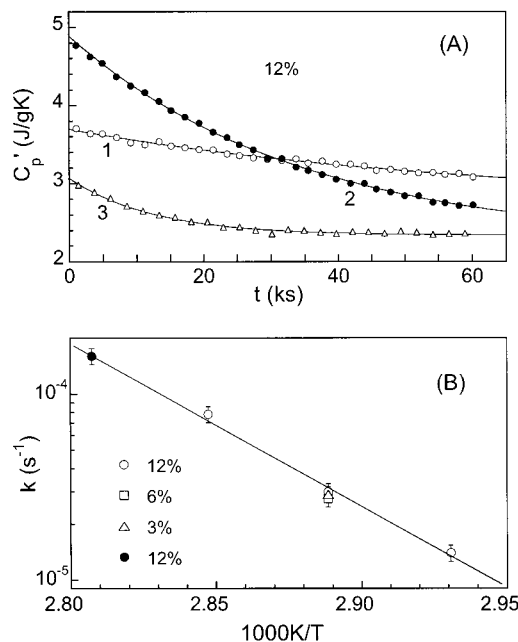 (A)
12%
5
4
3
2
C_p' (J/gK)
1
2
3
0 20 40 60
t (ks)
(B)
10^-4
10^-5
k (s^-1)
○ 12%
□ 6%
△ 3%
● 12%
2.80 2.85 2.90 2.95
1000K/T